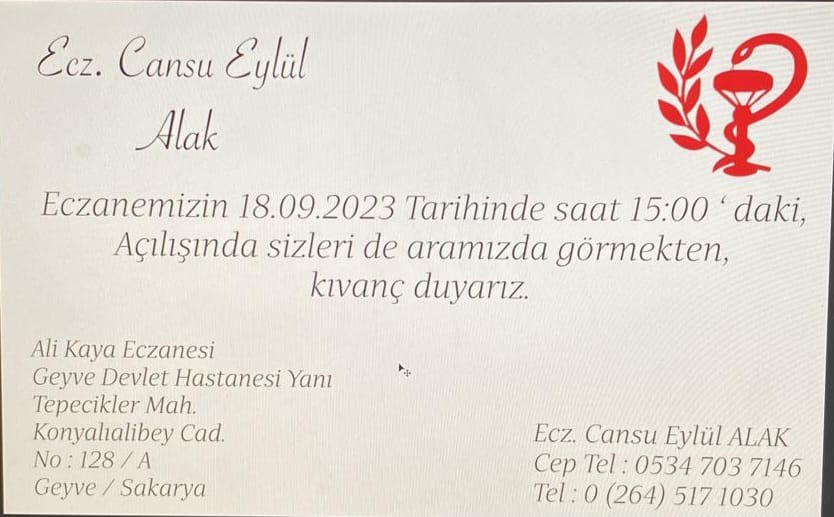 Ecz. Cansu Eylül
Alak
Eczanemizin 18.09.2023 Tarihinde saat 15:00 ‘ daki,
Açılışında sizleri de aramızda görmekten,
kıvanç duyarız.
Ali Kaya Eczanesi
Geyve Devlet Hastanesi Yanı
Tepecikler Mah.
Konyalıalibey Cad.
No : 128 / A
Geyve / Sakarya
Ecz. Cansu Eylül ALAK
Cep Tel : 0534 703 7146
Tel : 0 (264) 517 1030